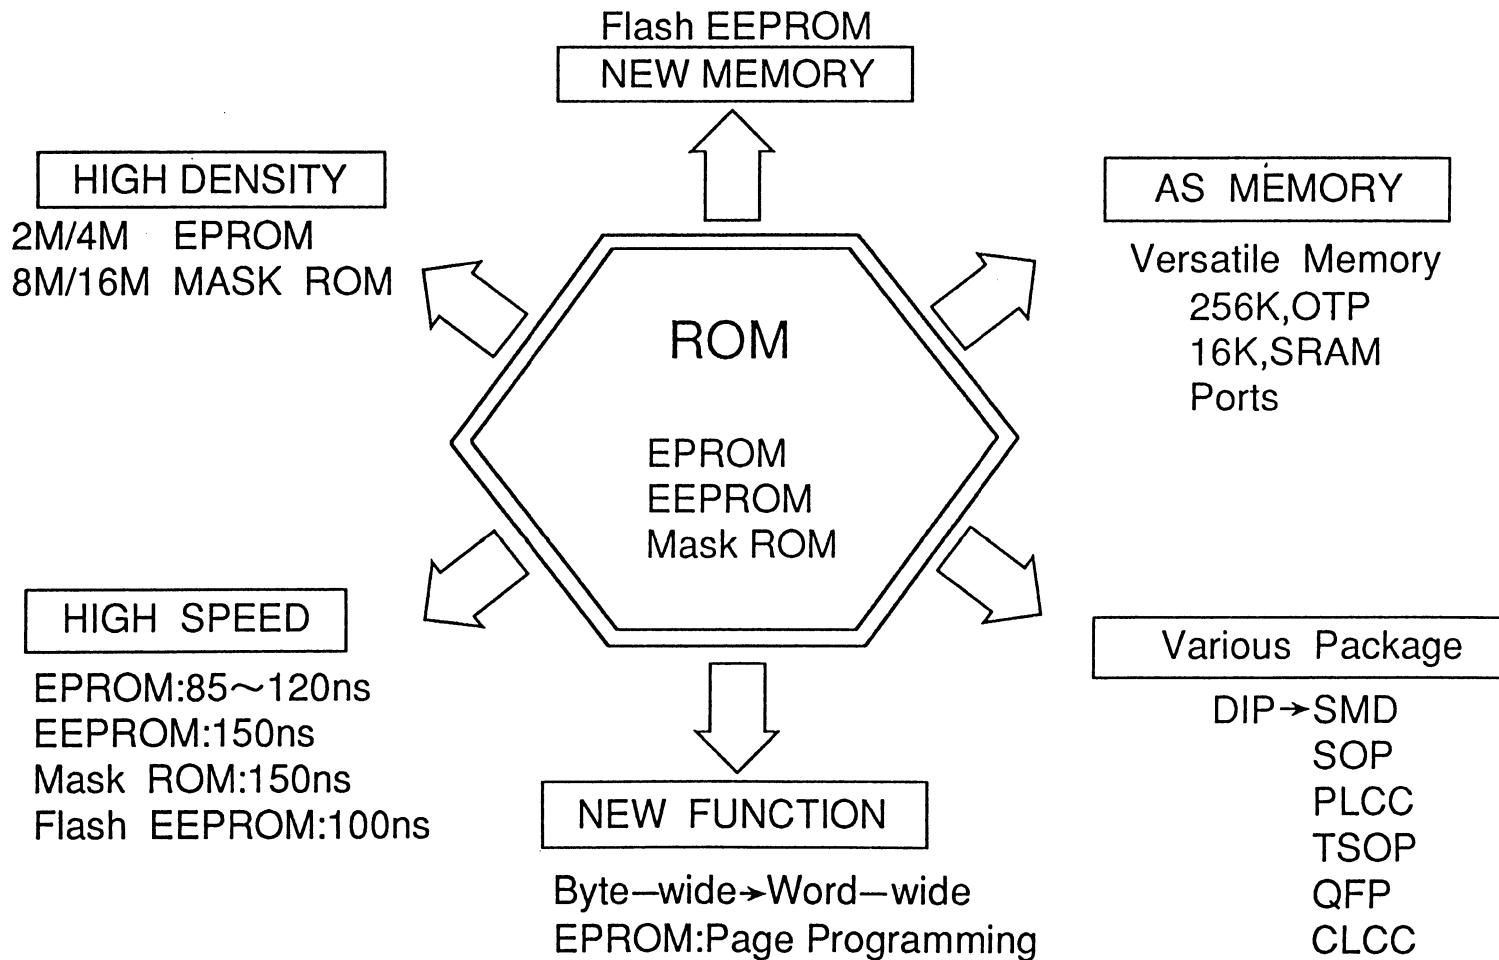 Flash EEPROM
NEW MEMORY
HIGH DENSITY
2M/4M EPROM
8M/16M MASK ROM
AS MEMORY
Versatile Memory
256K,OTP
16K,SRAM
Ports
ROM
EPROM
EEPROM
Mask ROM
HIGH SPEED
EPROM:85～120ns
EEPROM:150ns
Mask ROM:150ns
Flash EEPROM:100ns
NEW FUNCTION
Byte—wide→Word—wide
EPROM:Page Programming
Various Package
DIP→SMD
SOP
PLCC
TSOP
QFP
CLCC